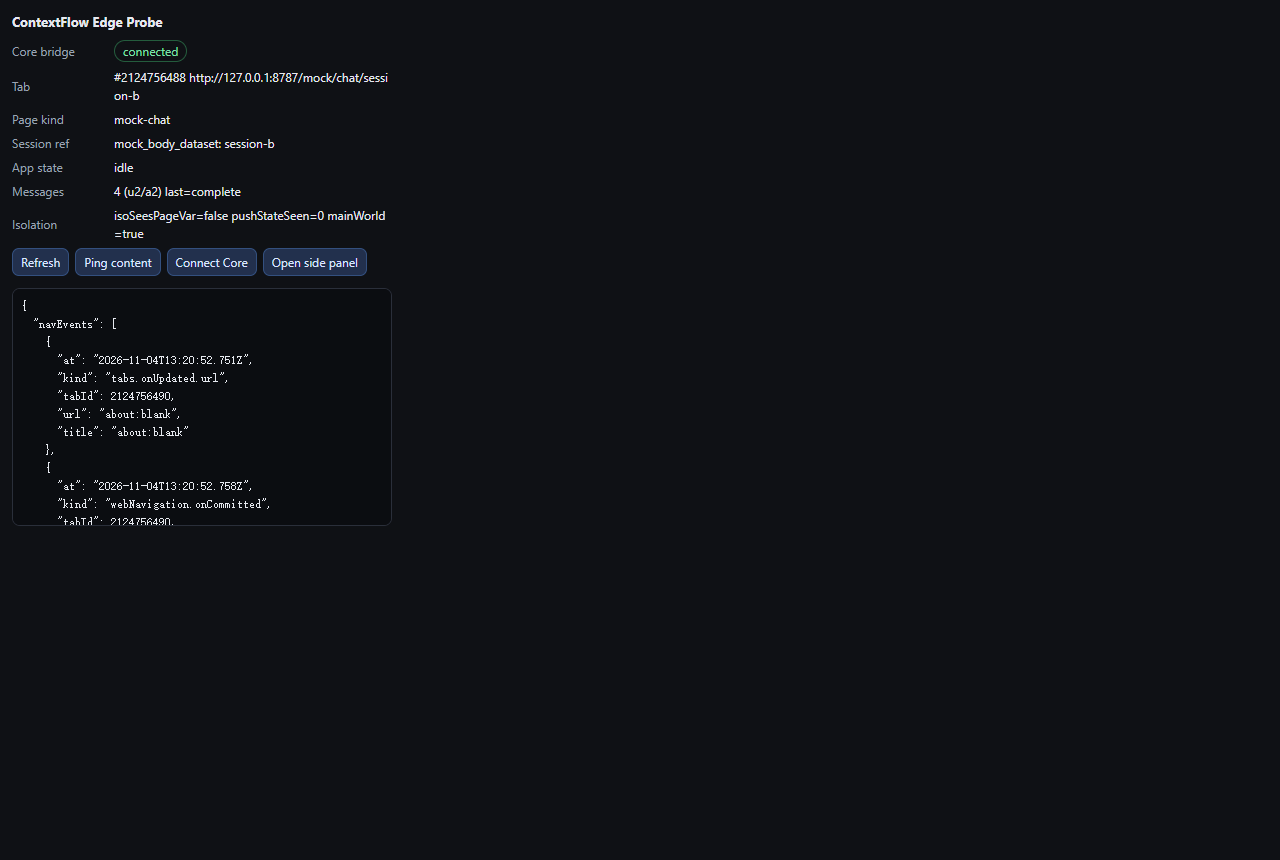 ContextFlow Edge Probe
Core bridge connected
Tab #2124756488 http://127.0.0.1:8787/mock/chat/sessi
on-b
Page kind mock-chat
Session ref mock_body_dataset: session-b
App state idle
Messages 4 (u2/a2) last=complete
Isolation isoSeesPageVar=false pushStateSeen=0 mainWorld
=true
Refresh Ping content Connect Core Open side panel
{
  "navEvents": [
    {
      "at": "2026-11-04T13:20:52.751Z",
      "kind": "tabs.onUpdated.url",
      "tabId": 2124756490,
      "url": "about:blank",
      "title": "about:blank"
    },
    {
      "at": "2026-11-04T13:20:52.758Z",
      "kind": "webNavigation.onCommitted",
      "tabId": 2124756490,